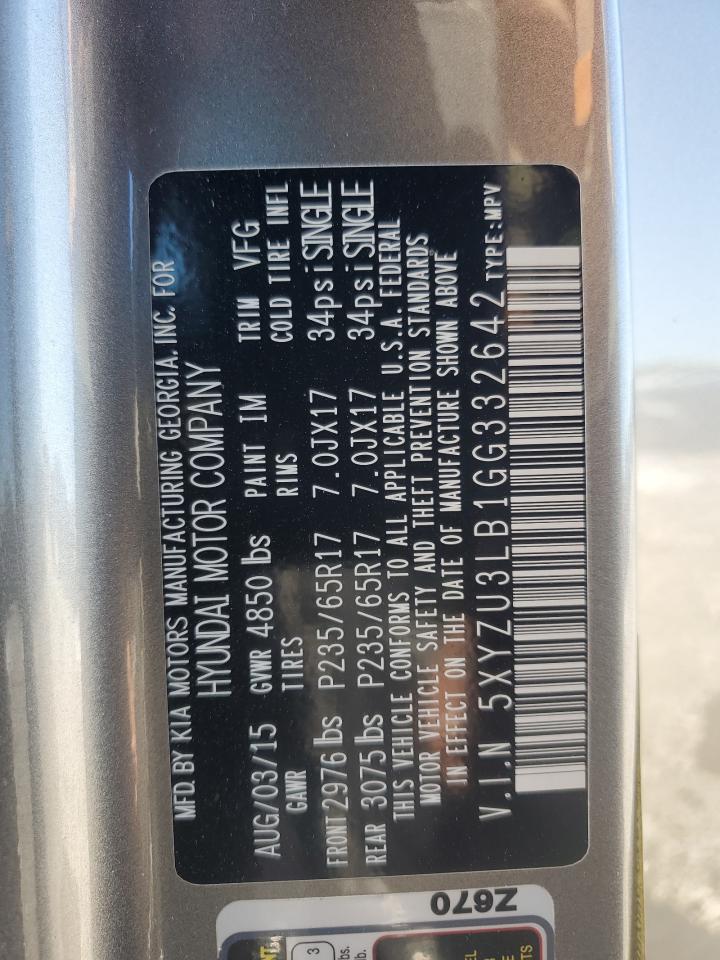 MFD. BY KIA MOTORS MANUFACTURING GEORGIA. INC. FOR
HYUNDAI MOTOR COMPANY
AUG/03/15 GVWR 4850 lbs PAINT IM TRIM VFG
GAWR TIRES RIMS COLD TIRE INFL
FRONT 2976 lbs P235/65R17 7.0JX17 34psi SINGLE
REAR 3075 lbs P235/65R17 7.0JX17 34psi SINGLE
THIS VEHICLE CONFORMS TO ALL APPLICABLE U.S.A. FEDERAL
MOTOR VEHICLE SAFETY AND THEFT PREVENTION STANDARDS
IN EFFECT ON THE DATE OF MANUFACTURE SHOWN ABOVE
V.I.N 5XYZU3LB1GG332642 TYPE:MPV
Z670
3